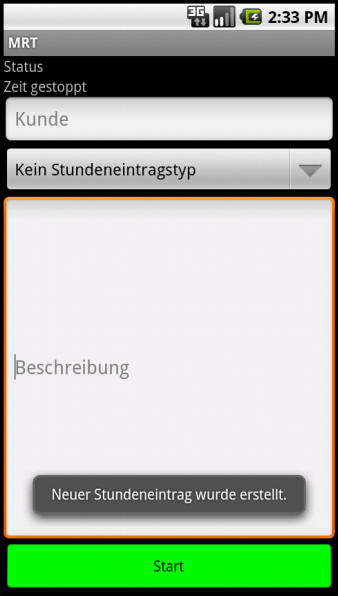 3G 2:33 PM
MRT
Status
Zeit gestoppt
Kunde
Kein Stundeneintragstyp
Beschreibung
Neuer Stundeneintrag wurde erstellt.
Start